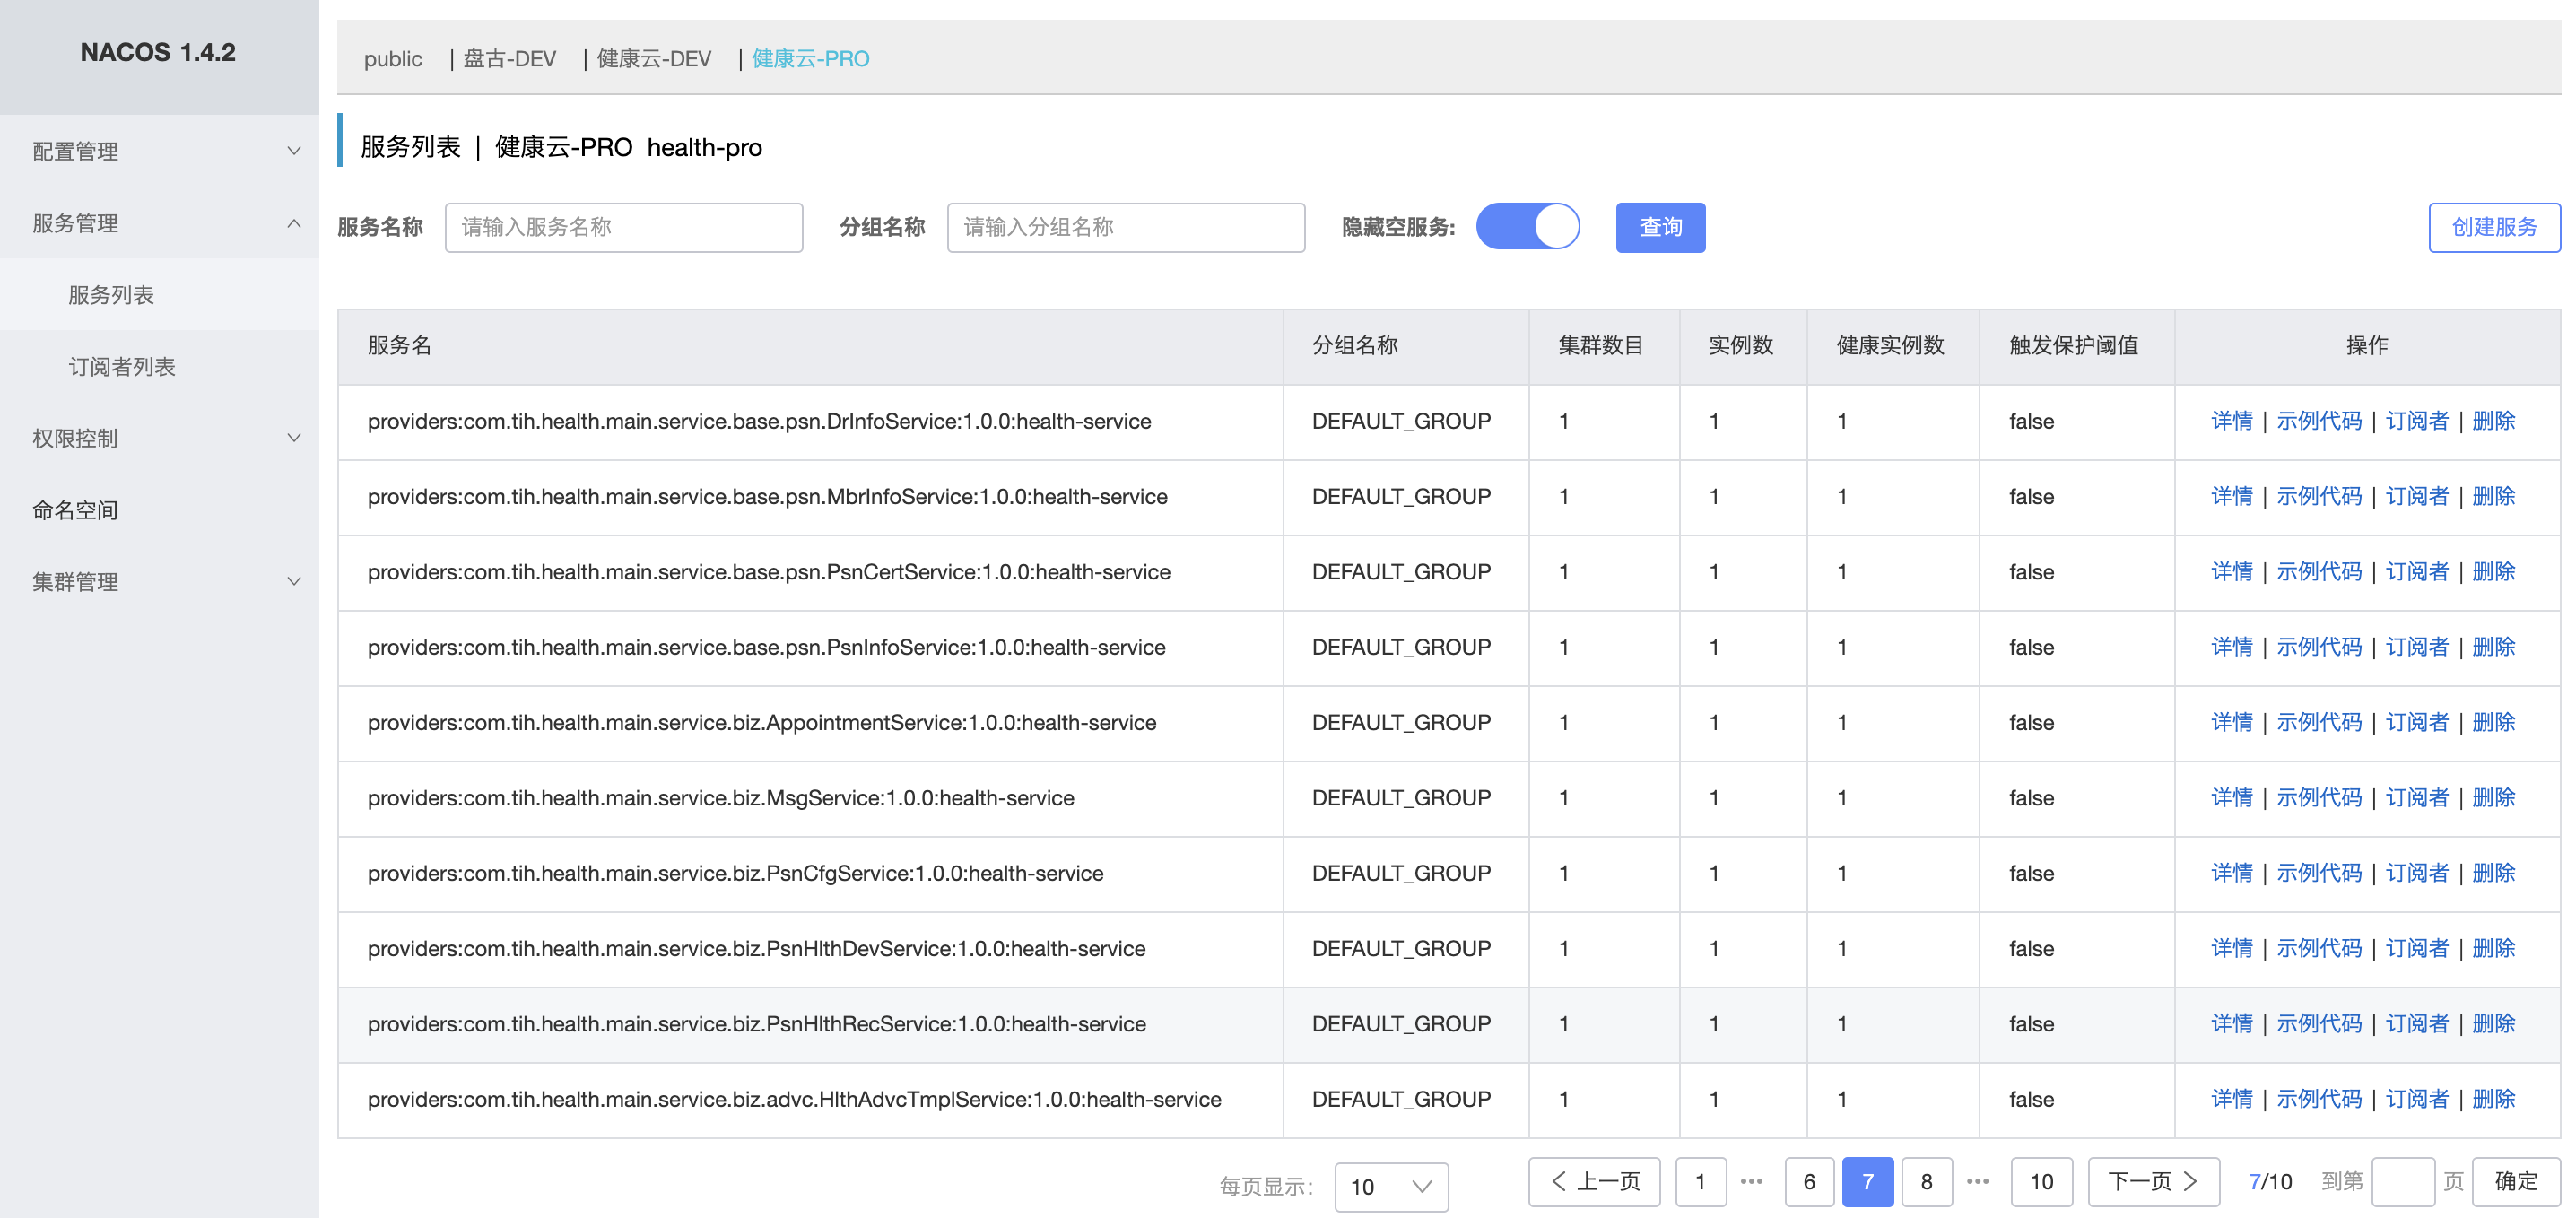 NACOS 1.4.2
配置管理
服务管理
服务列表
订阅者列表
权限控制
命名空间
集群管理
public | 盘古-DEV | 健康云-DEV | 健康云-PRO
服务列表 | 健康云-PRO health-pro
服务名称 请输入服务名称 分组名称 请输入分组名称 隐藏空服务: 查询 创建服务
服务名 分组名称 集群数目 实例数 健康实例数 触发保护阈值 操作
providers:com.tih.health.main.service.base.psn.DrInfoService:1.0.0:health-service DEFAULT_GROUP 1 1 1 false 详情 | 示例代码 | 订阅者 | 删除
providers:com.tih.health.main.service.base.psn.MbrInfoService:1.0.0:health-service DEFAULT_GROUP 1 1 1 false 详情 | 示例代码 | 订阅者 | 删除
providers:com.tih.health.main.service.base.psn.PsnCertService:1.0.0:health-service DEFAULT_GROUP 1 1 1 false 详情 | 示例代码 | 订阅者 | 删除
providers:com.tih.health.main.service.base.psn.PsnInfoService:1.0.0:health-service DEFAULT_GROUP 1 1 1 false 详情 | 示例代码 | 订阅者 | 删除
providers:com.tih.health.main.service.biz.AppointmentService:1.0.0:health-service DEFAULT_GROUP 1 1 1 false 详情 | 示例代码 | 订阅者 | 删除
providers:com.tih.health.main.service.biz.MsgService:1.0.0:health-service DEFAULT_GROUP 1 1 1 false 详情 | 示例代码 | 订阅者 | 删除
providers:com.tih.health.main.service.biz.PsnCfgService:1.0.0:health-service DEFAULT_GROUP 1 1 1 false 详情 | 示例代码 | 订阅者 | 删除
providers:com.tih.health.main.service.biz.PsnHlthDevService:1.0.0:health-service DEFAULT_GROUP 1 1 1 false 详情 | 示例代码 | 订阅者 | 删除
providers:com.tih.health.main.service.biz.PsnHlthRecService:1.0.0:health-service DEFAULT_GROUP 1 1 1 false 详情 | 示例代码 | 订阅者 | 删除
providers:com.tih.health.main.service.biz.advc.HlthAdvcTmplService:1.0.0:health-service DEFAULT_GROUP 1 1 1 false 详情 | 示例代码 | 订阅者 | 删除
每页显示: 10 上一页 1 ••• 6 7 8 ••• 10 下一页 7/10 到第 页 确定